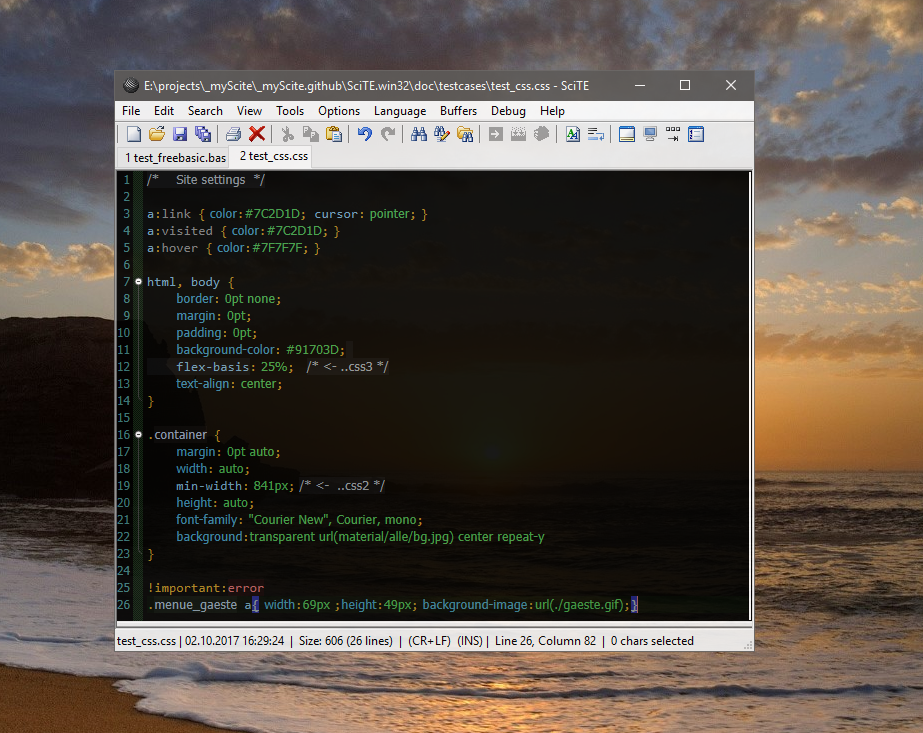 E:\projects\_myScite\_myScite.github\SciTE.win32\doc\testcases\test_css.css - SciTE
File Edit Search View Tools Options Language Buffers Debug Help
1 test_freebasic.bas 2 test_css.css
1 /* Site settings */
2
3 a:link { color:#7C2D1D; cursor: pointer; }
4 a:visited { color:#7C2D1D; }
5 a:hover { color:#7F7F7F; }
6
7 html, body {
8 border: 0pt none;
9 margin: 0pt;
10 padding: 0pt;
11 background-color: #91703D;
12 flex-basis: 25%; /* <- ..css3 */
13 text-align: center;
14 }
15
16 .container {
17 margin: 0pt auto;
18 width: auto;
19 min-width: 841px; /* <- ..css2 */
20 height: auto;
21 font-family: "Courier New", Courier, mono;
22 background:transparent url(material/alle/bg.jpg) center repeat-y
23 }
24
25 !important:error
26 .menue_gaeste a{ width:69px ;height:49px; background-image:url(./gaeste.gif);}
test_css.css | 02.10.2017 16:29:24 | Size: 606 (26 lines) | (CR+LF) (INS) | Line 26, Column 82 | 0 chars selected